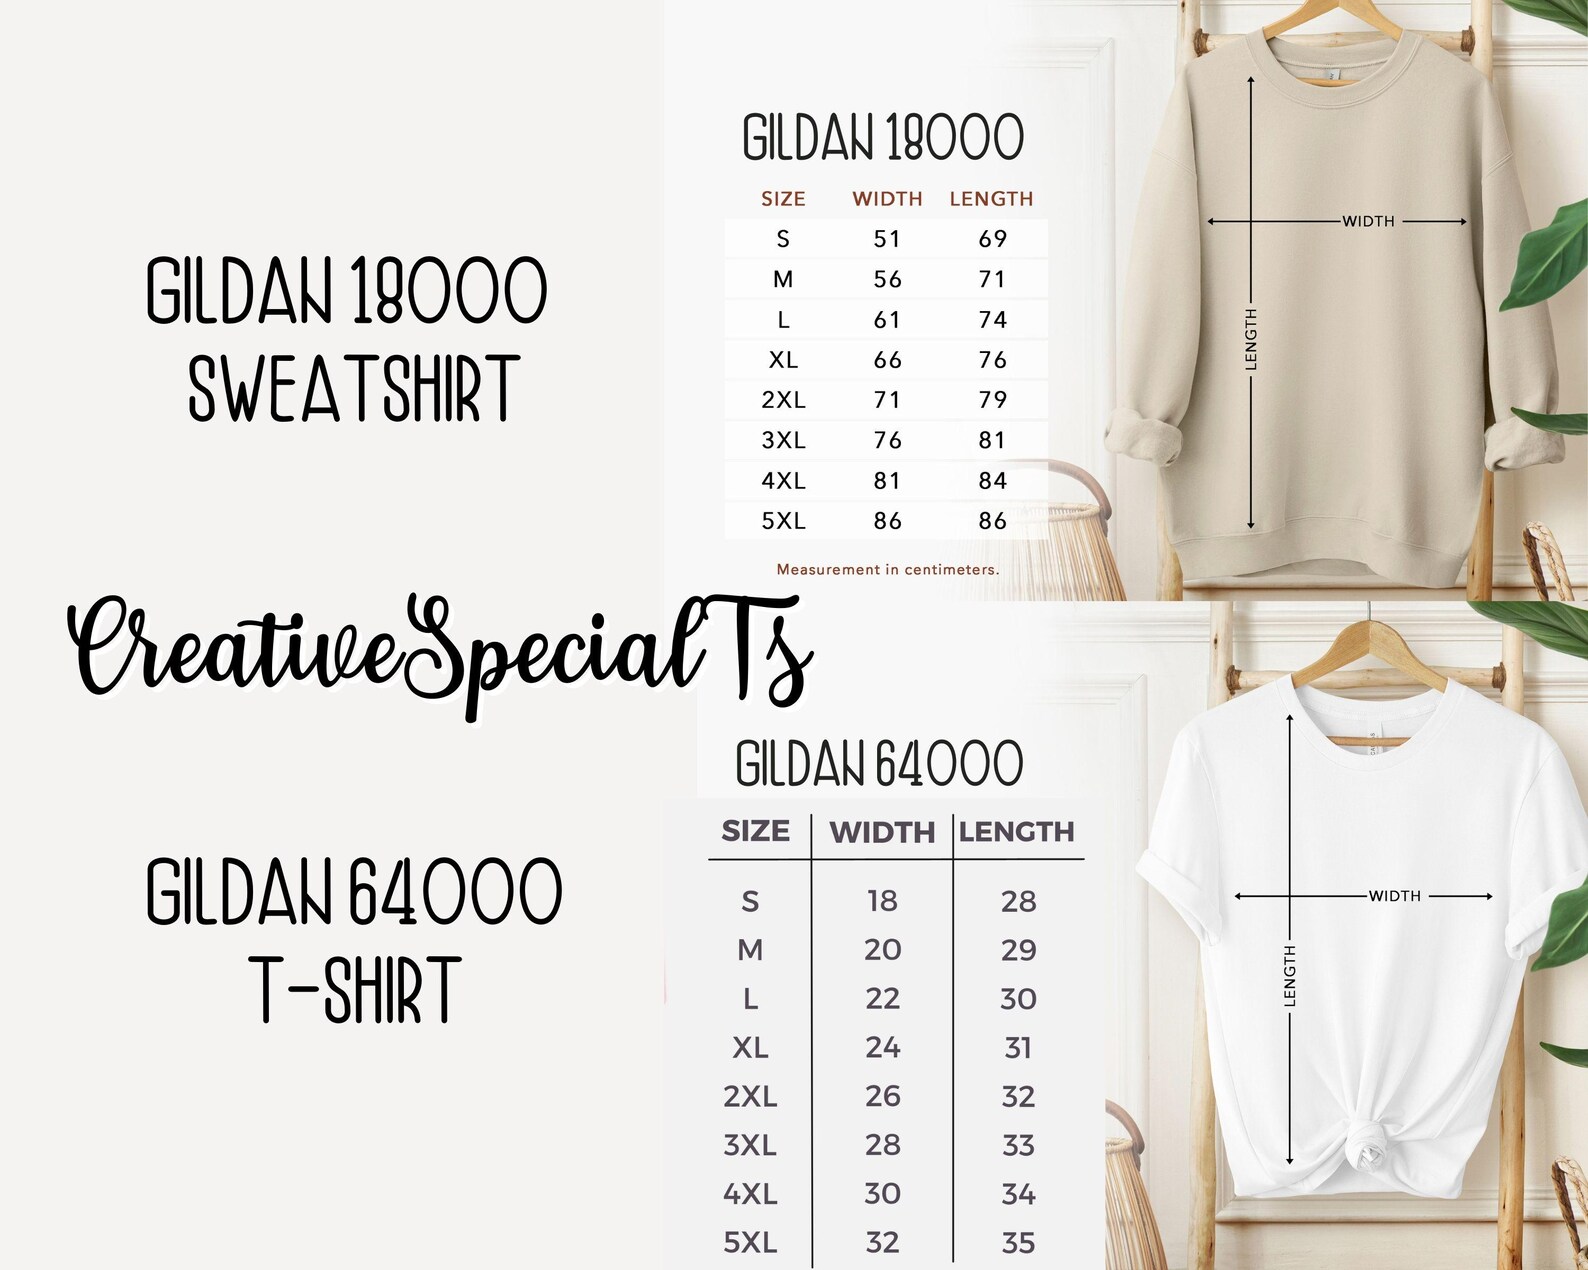 GILDAN 18000
SWEATSHIRT
GILDAN 18000
SIZE WIDTH LENGTH
S 51 69
M 56 71
L 61 74
XL 66 76
2XL 71 79
3XL 76 81
4XL 81 84
5XL 86 86
Measurement in centimeters.
WIDTH
LENGTH
CreativeSpecialTs
GILDAN 64000
T-SHIRT
GILDAN 64000
SIZE WIDTH LENGTH
S 18 28
M 20 29
L 22 30
XL 24 31
2XL 26 32
3XL 28 33
4XL 30 34
5XL 32 35
WIDTH
LENGTH